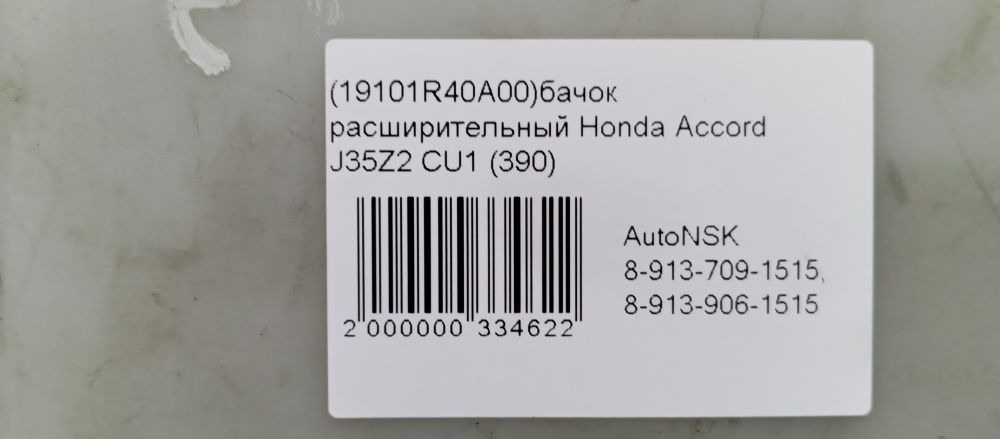 (19101R40A00)бачок
расширительный Honda Accord
J35Z2 CU1 (390)
AutoNSK
8-913-709-1515,
8-913-906-1515
2 000000 334622